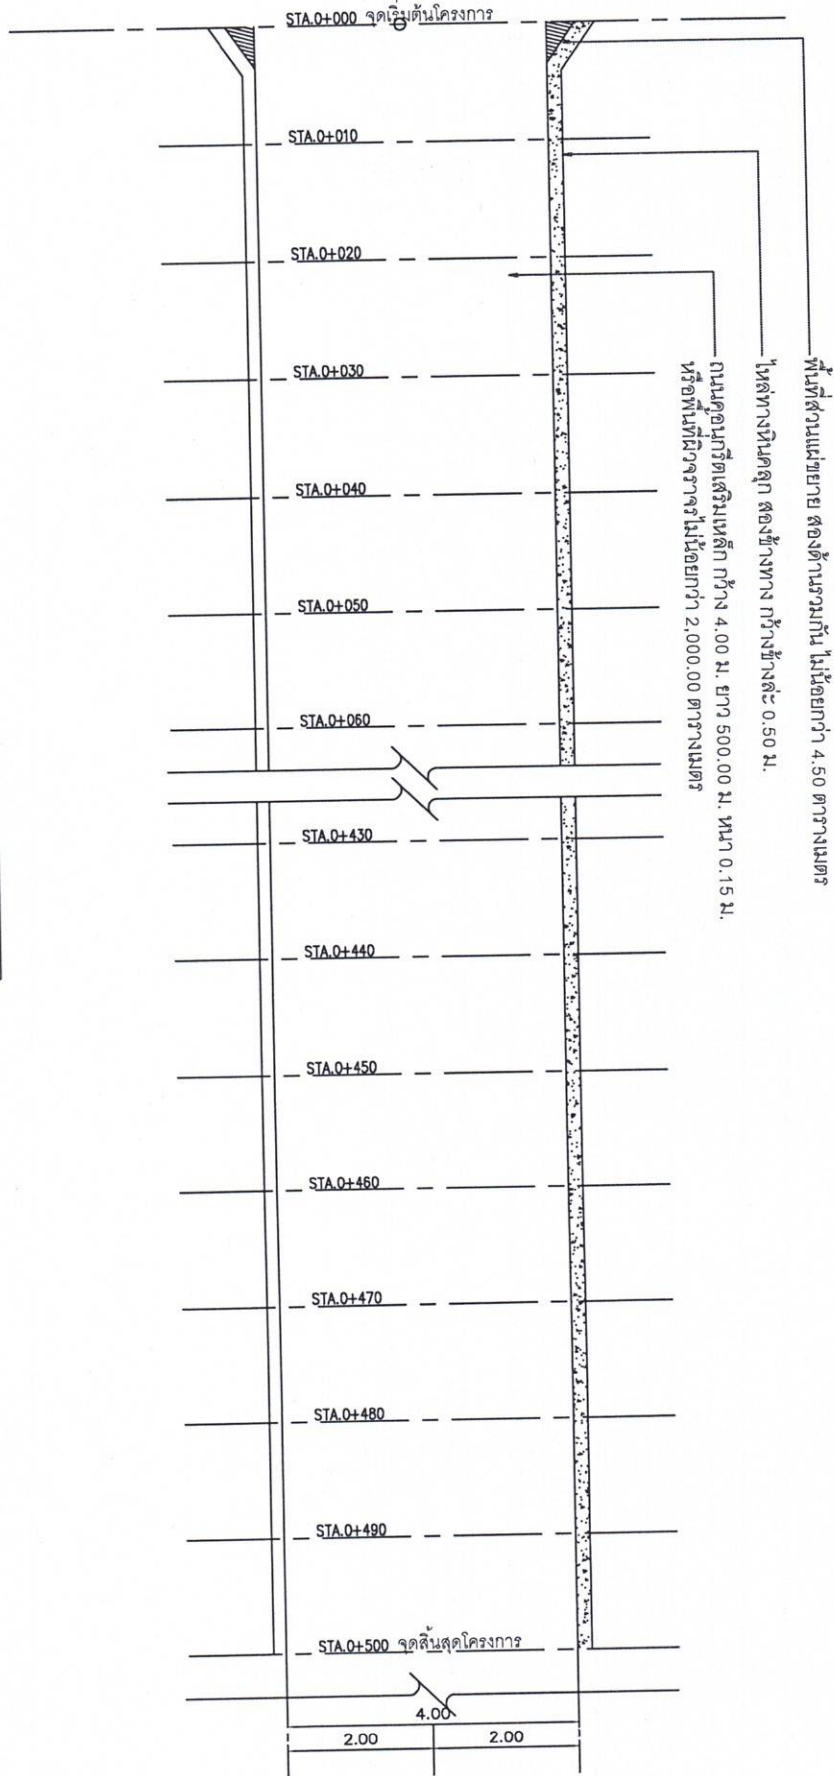 STA.0+000 จุดเริ่มต้นโครงการ
STA.0+010
STA.0+020
STA.0+030
STA.0+040
STA.0+050
STA.0+060
STA.0+430
STA.0+440
STA.0+450
STA.0+460
STA.0+470
STA.0+480
STA.0+490
STA.0+500 จุดสิ้นสุดโครงการ
4.00
2.00
2.00
พื้นที่ส่วนแผ่ขยาย สองด้านรวมกัน ไม่น้อยกว่า 4.50 ตารางเมตร
ไหล่ทางหินคลุก สองข้างทาง กว้างข้างล่ะ 0.50 ม.
ถนนคอนกรีตเสริมเหล็ก กว้าง 4.00 ม. ยาว 500.00 ม. หนา 0.15 ม.
หรือพื้นที่ผิวจราจรไม่น้อยกว่า 2,000.00 ตารางเมตร